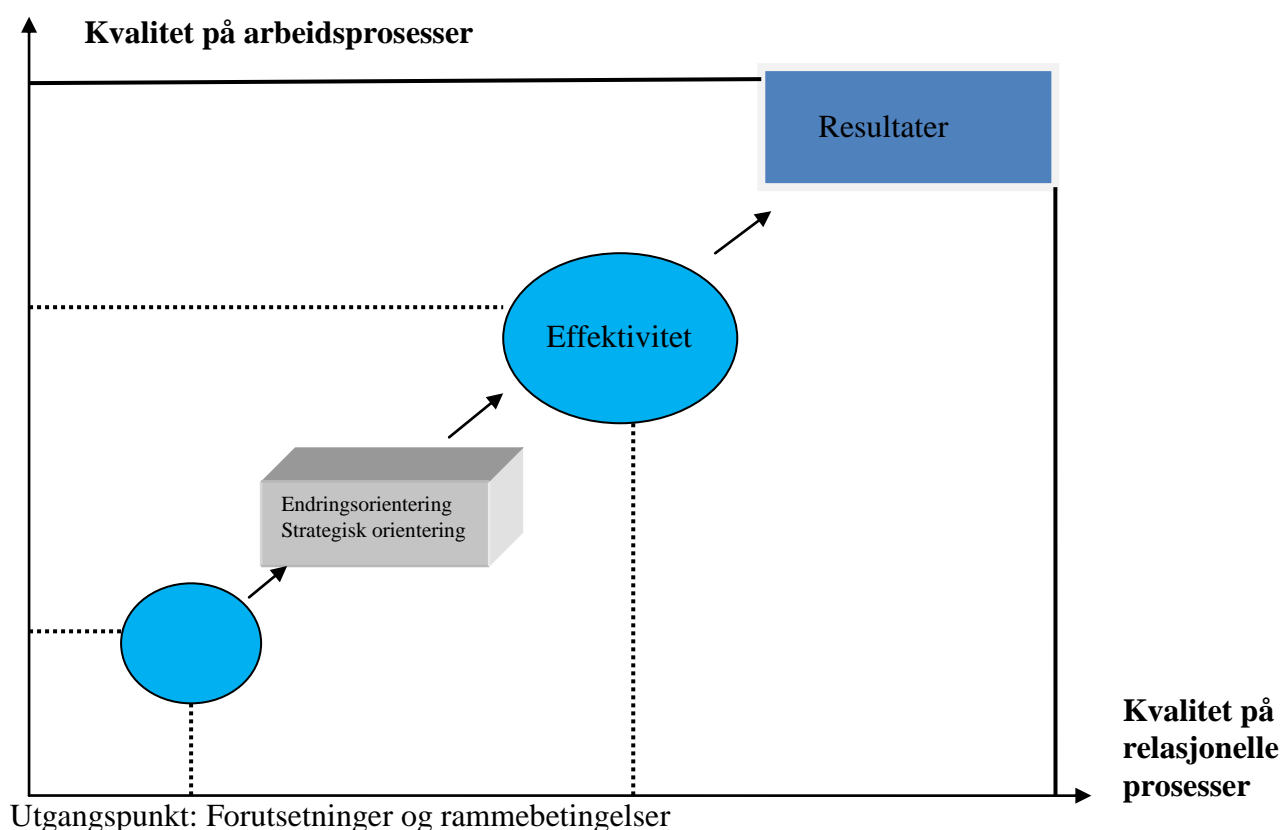 Kvalitet på arbeidsprosesser
Resultater
Effektivitet
Endringsorientering
Strategisk orientering
Kvalitet på
relasjonelle
prosesser
Utgangspunkt: Forutsetninger og rammebetingelser